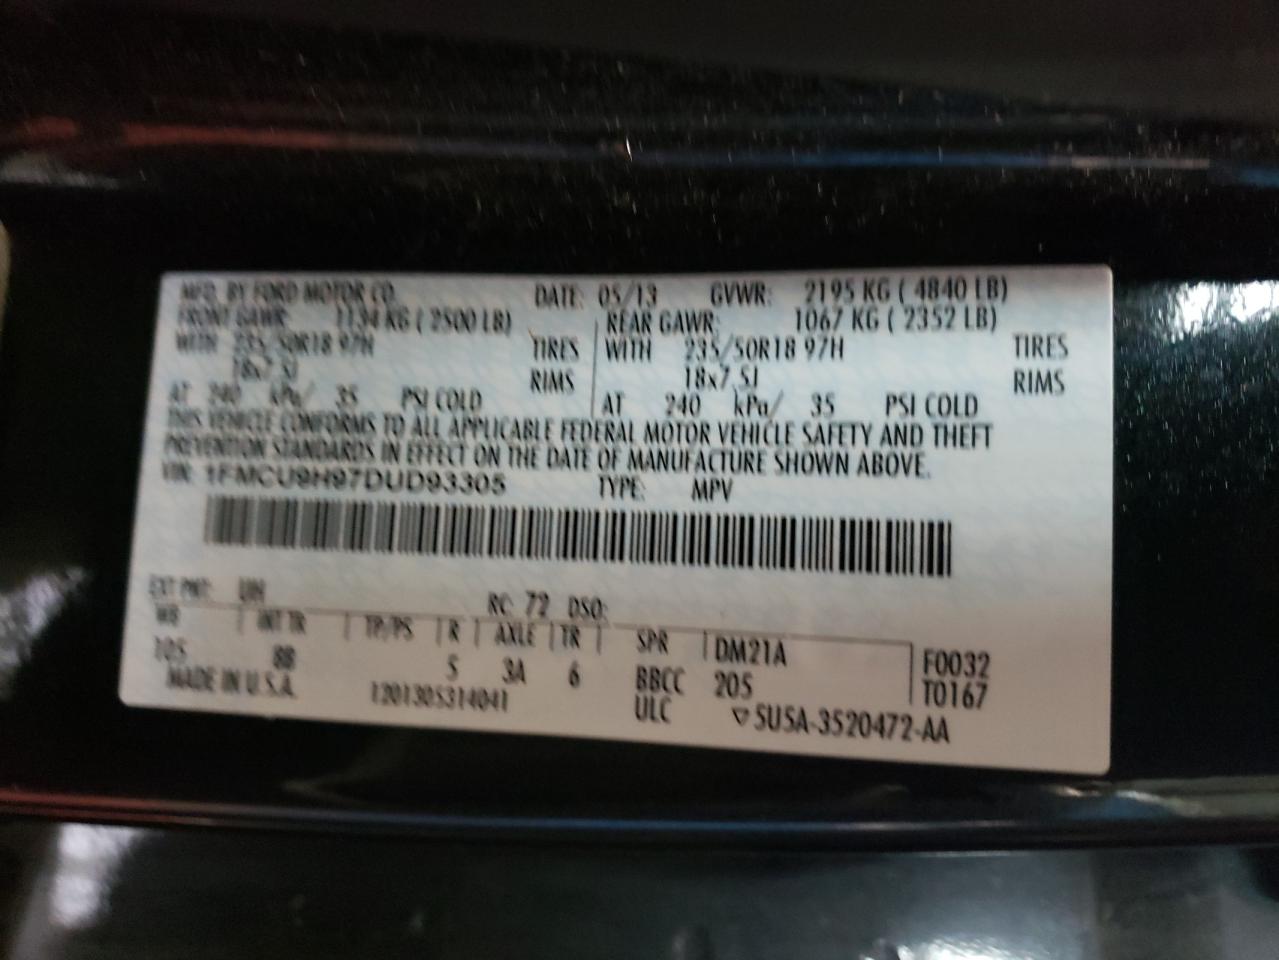 MFD. BY FORD MOTOR CO. DATE: 05/13 GVWR: 2195 KG ( 4840 LB)
FRONT GAWR: 1134 KG ( 2500 LB) REAR GAWR: 1067 KG ( 2352 LB)
WITH 235/50R18 97H TIRES WITH 235/50R18 97H TIRES
18x7 SJ RIMS 18x7 SJ RIMS
AT 240 kPa/ 35 PSI COLD AT 240 kPa/ 35 PSI COLD
THIS VEHICLE CONFORMS TO ALL APPLICABLE FEDERAL MOTOR VEHICLE SAFETY AND THEFT
PREVENTION STANDARDS IN EFFECT ON THE DATE OF MANUFACTURE SHOWN ABOVE.
VIN: 1FMCU9H97DUD93305 TYPE: MPV
EXT PNT: UH RC: 72 DSO:
WB INT TR TP/PS R AXLE TR SPR DM21A F0032
105 8B 5 3A 6 BBCC 205 T0167
MADE IN U.S.A. 1201305314041 ULC ▽5U5A-3520472-AA